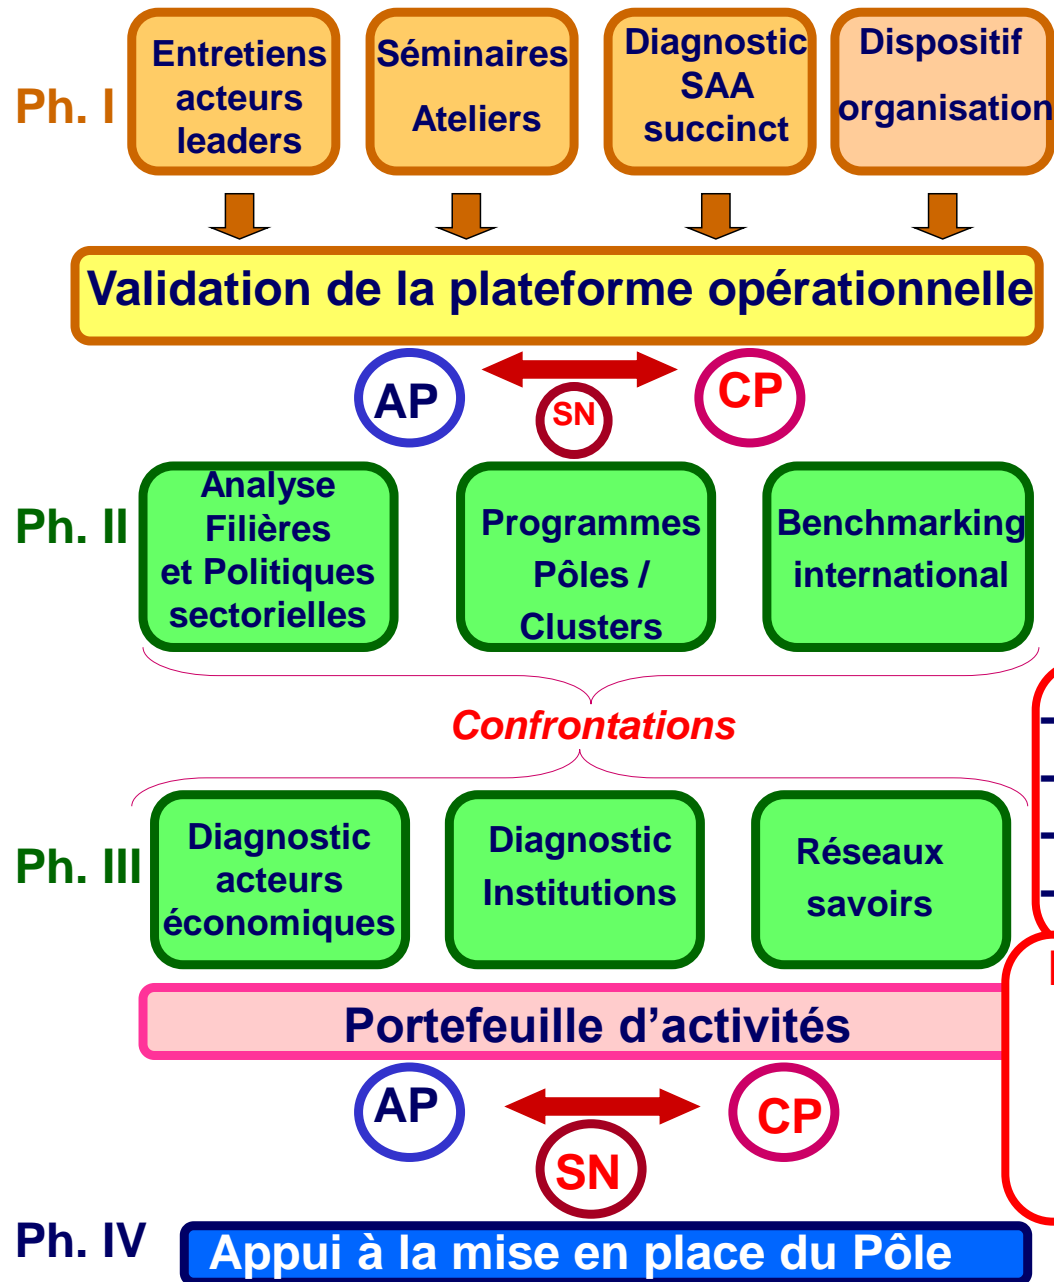 Ph. I
Entretiens
acteurs
leaders
Séminaires
Ateliers
Diagnostic
SAA
succinct
Dispositif
organisation
Validation de la plateforme opérationnelle
AP
SN
CP
Ph. II
Analyse
Filières
et Politiques
sectorielles
Programmes
Pôles /
Clusters
Benchmarking
international
Confrontations
Ph. III
Diagnostic
acteurs
économiques
Diagnostic
Institutions
Réseaux
savoirs
Portefeuille d’activités
AP
SN
CP
Ph. IV
Appui à la mise en place du Pôle